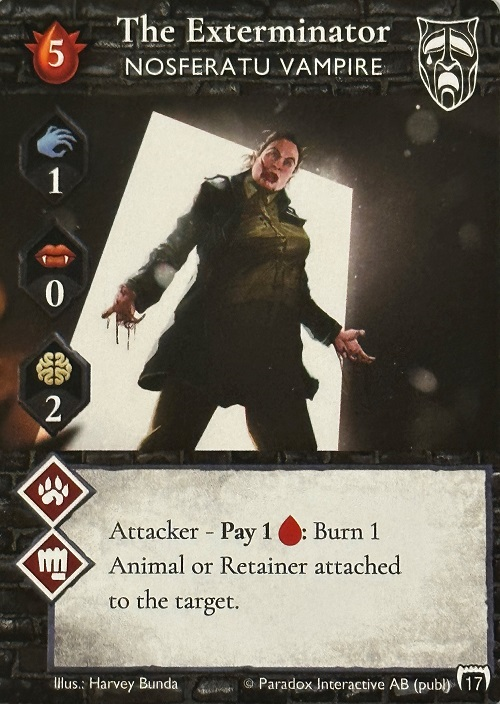 5
The Exterminator
NOSFERATU VAMPIRE
1
0
2
Attacker - Pay 1 : Burn 1
Animal or Retainer attached
to the target.
Illus.: Harvey Bunda
© Paradox Interactive AB (publ)
17